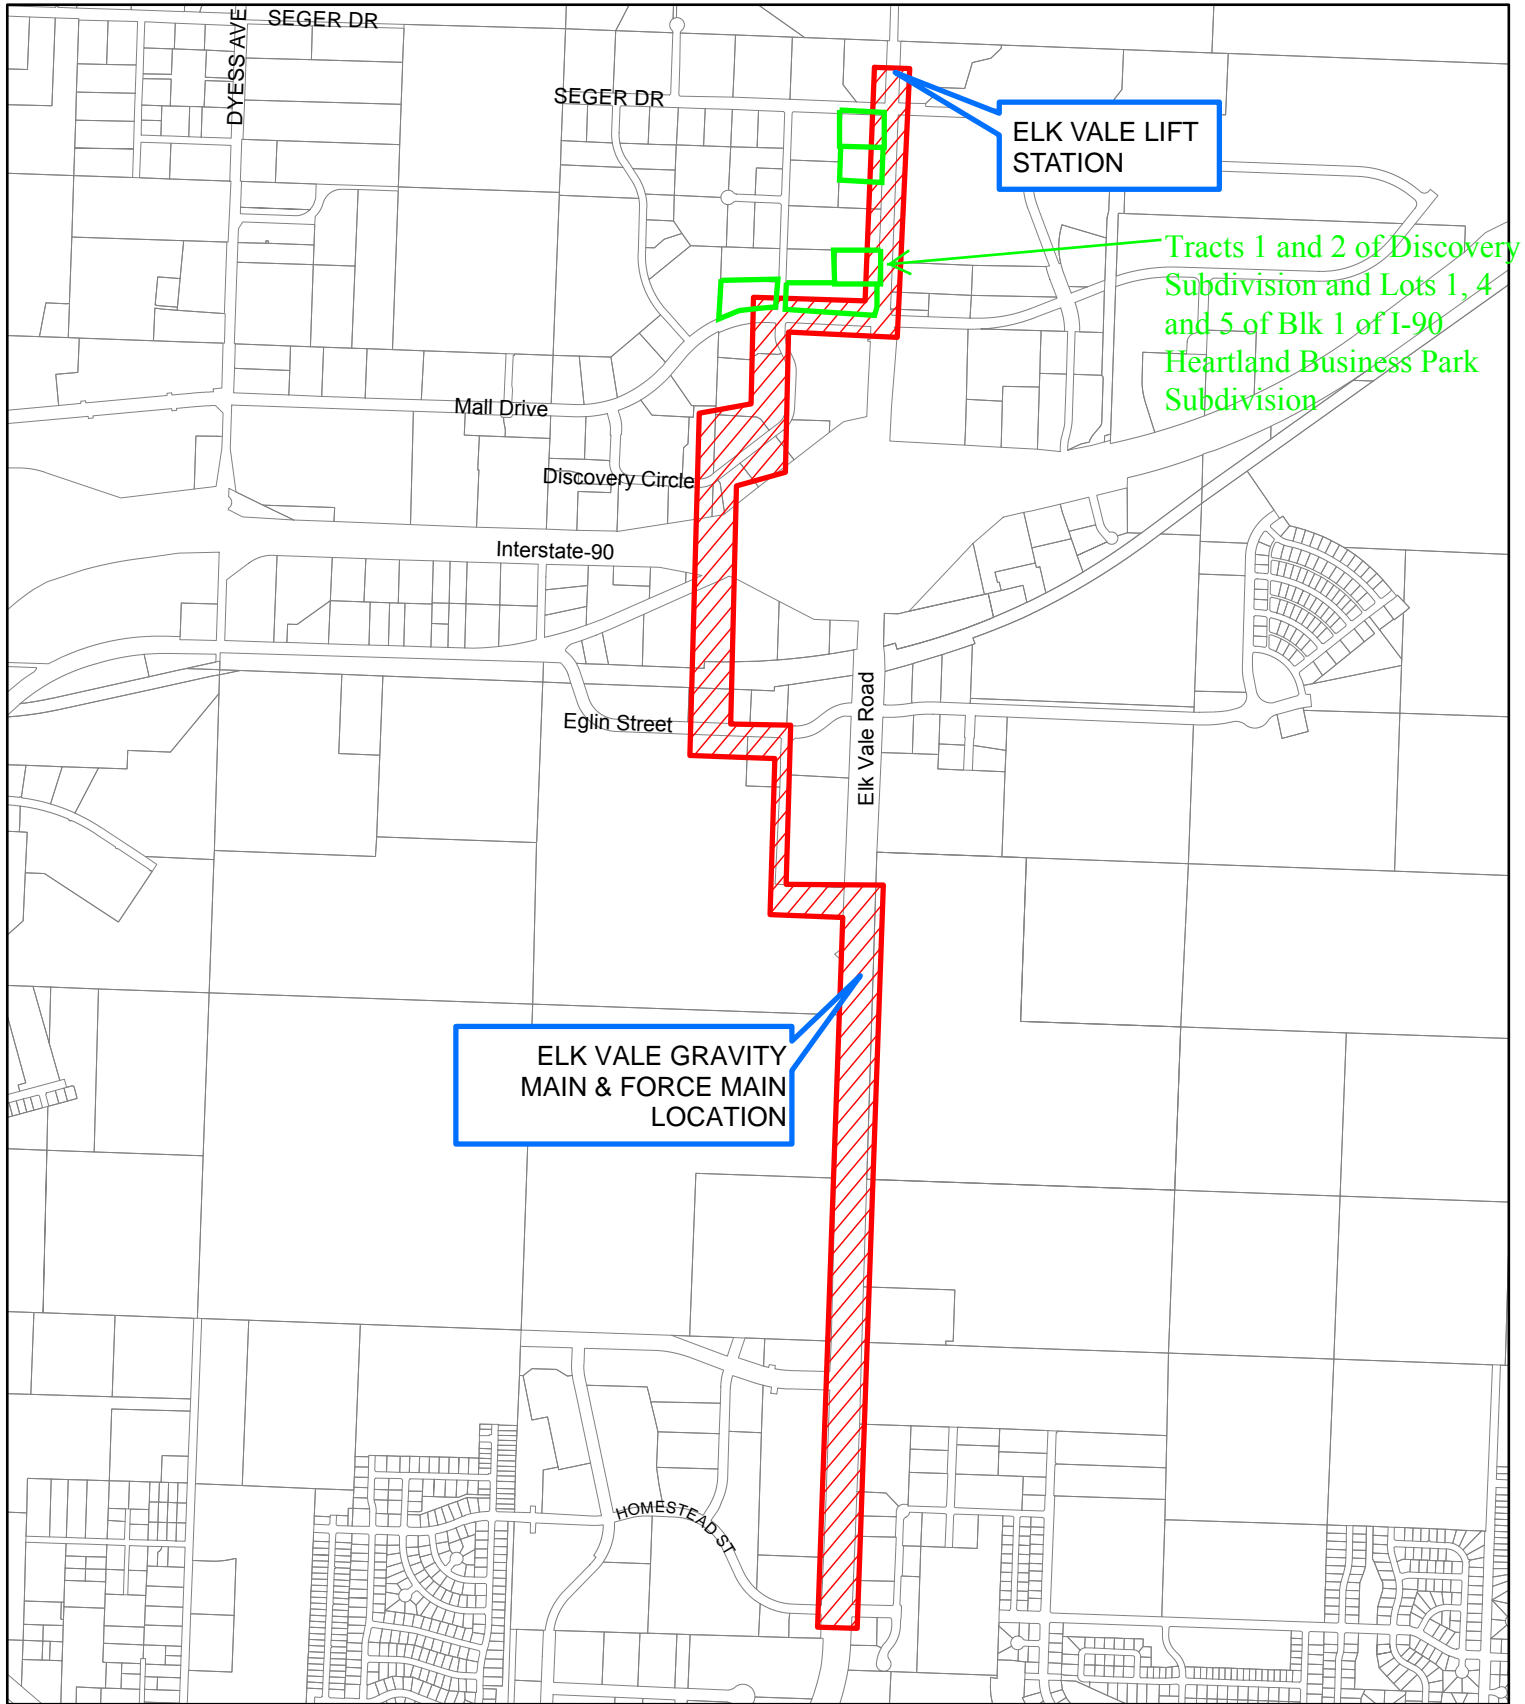 SEGER DR
DYESS AVE
SEGER DR
ELK VALE LIFT
STATION
Tracts 1 and 2 of Discovery
Subdivision and Lots 1, 4
and 5 of Blk 1 of I-90
Heartland Business Park
Subdivision
Mall Drive
Discovery Circle
Interstate-90
Elk Vale Road
Eglin Street
ELK VALE GRAVITY
MAIN & FORCE MAIN
LOCATION
HOMESTEAD ST